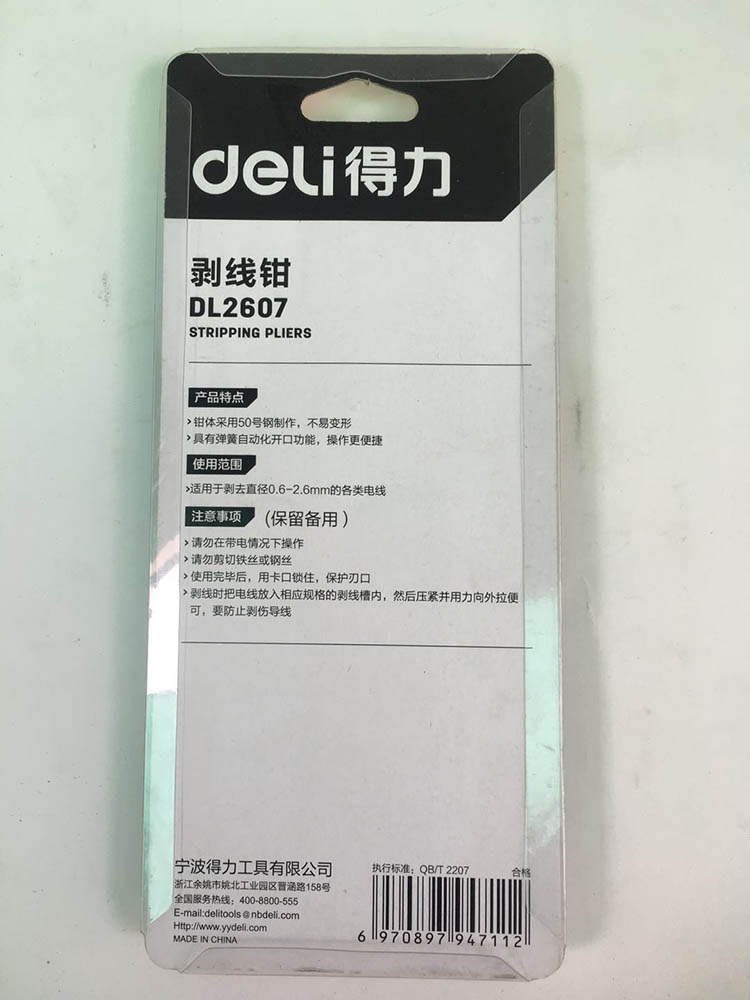 deli得力
剥线钳
DL2607
STRIPPING PLIERS
产品特点
›钳体采用50号钢制作，不易变形
›具有弹簧自动化开口功能，操作更便捷
使用范围
›适用于剥去直径0.6-2.6mm的各类电线
注意事项 (保留备用)
›请勿在带电情况下操作
›请勿剪切铁丝或钢丝
›使用完毕后，用卡口锁住，保护刃口
›剥线时把电线放入相应规格的剥线槽内，然后压紧并用力向外拉便
可，要防止剥伤导线
宁波得力工具有限公司
浙江余姚市姚北工业园区晋涵路158号
全国服务热线：400-8800-555
E-mail:delitools@nbdeli.com
Http://www.yydeli.com
MADE IN CHINA
执行标准：QB/T 2207 合格
6 970897 947112